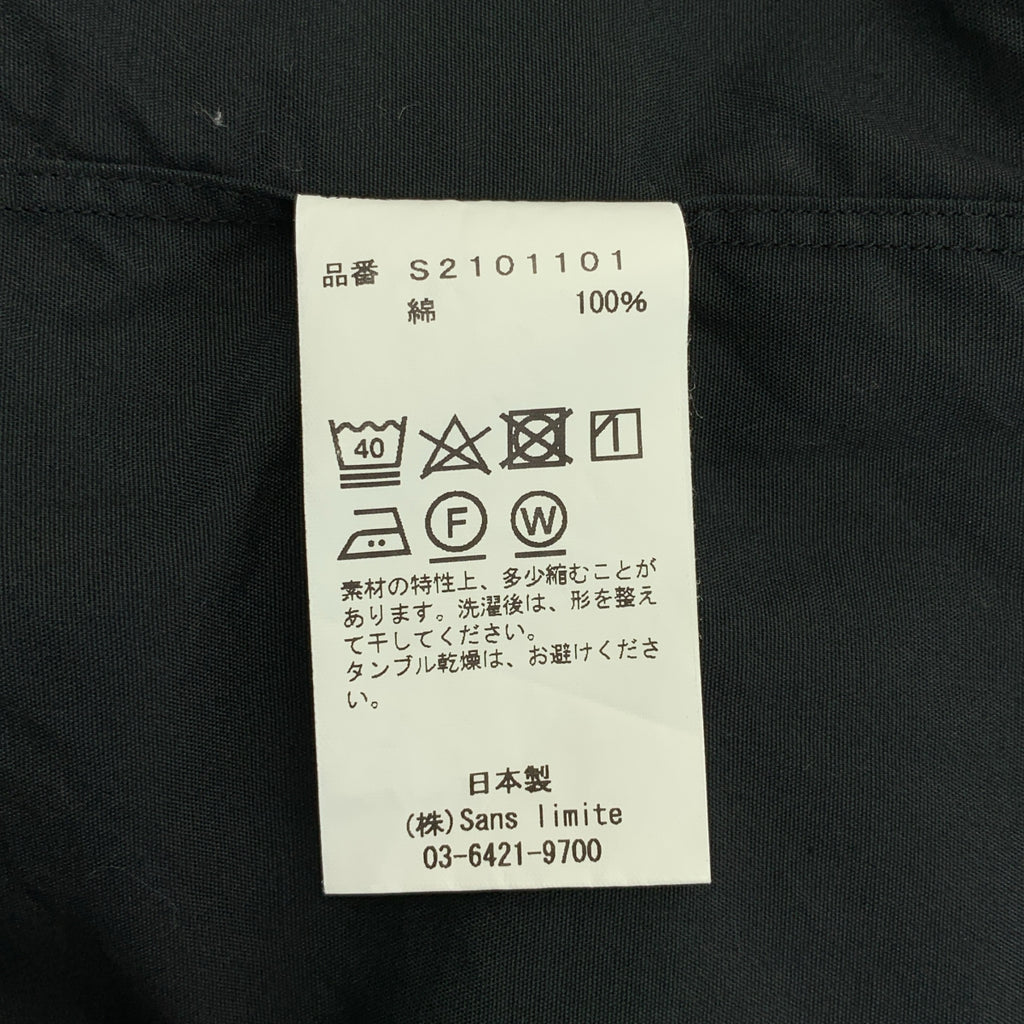 品番 S2101101
綿 100%
40
F W
素材の特性上、多少縮むことが
あります。洗濯後は、形を整え
て干してください。
タンブル乾燥は、お避けくださ
い。
日本製
(株)Sans limite
03-6421-9700